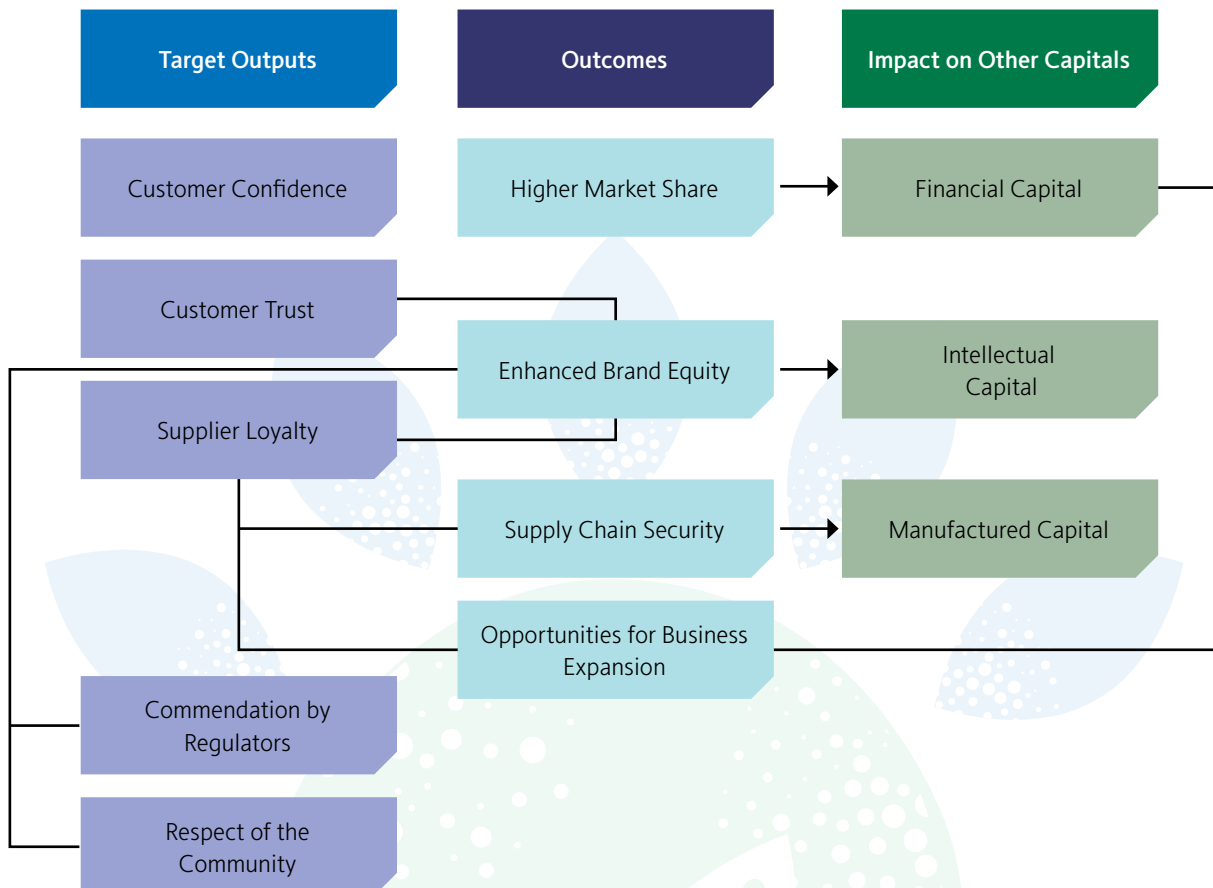 Target Outputs
Outcomes
Impact on Other Capitals
Customer Confidence
Higher Market Share
Financial Capital
Customer Trust
Enhanced Brand Equity
Intellectual
Capital
Supplier Loyalty
Supply Chain Security
Manufactured Capital
Opportunities for Business
Expansion
Commendation by
Regulators
Respect of the
Community